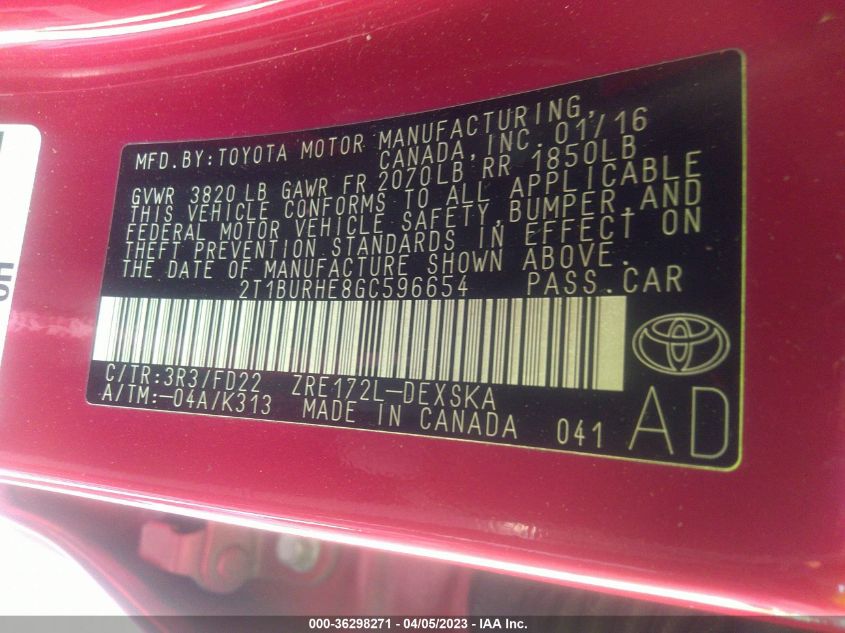 MFD.BY:TOYOTA MOTOR MANUFACTURING,
CANADA,INC.01/16
GVWR 3820 LB GAWR FR 2070LB RR 1850LB
THIS VEHICLE CONFORMS TO ALL APPLICABLE
FEDERAL MOTOR VEHICLE SAFETY,BUMPER,AND
THEFT PREVENTION STANDARDS IN EFFECT ON
THE DATE OF MANUFACTURE SHOWN ABOVE.
2T1BURHE8GC596654 PASS.CAR
C/TR:3R3/FD22 ZRE172L-DEXSKA
A/TM:-04A/K313 MADE IN CANADA 041 AD
000-36298271 - 04/05/2023 - IAA Inc.